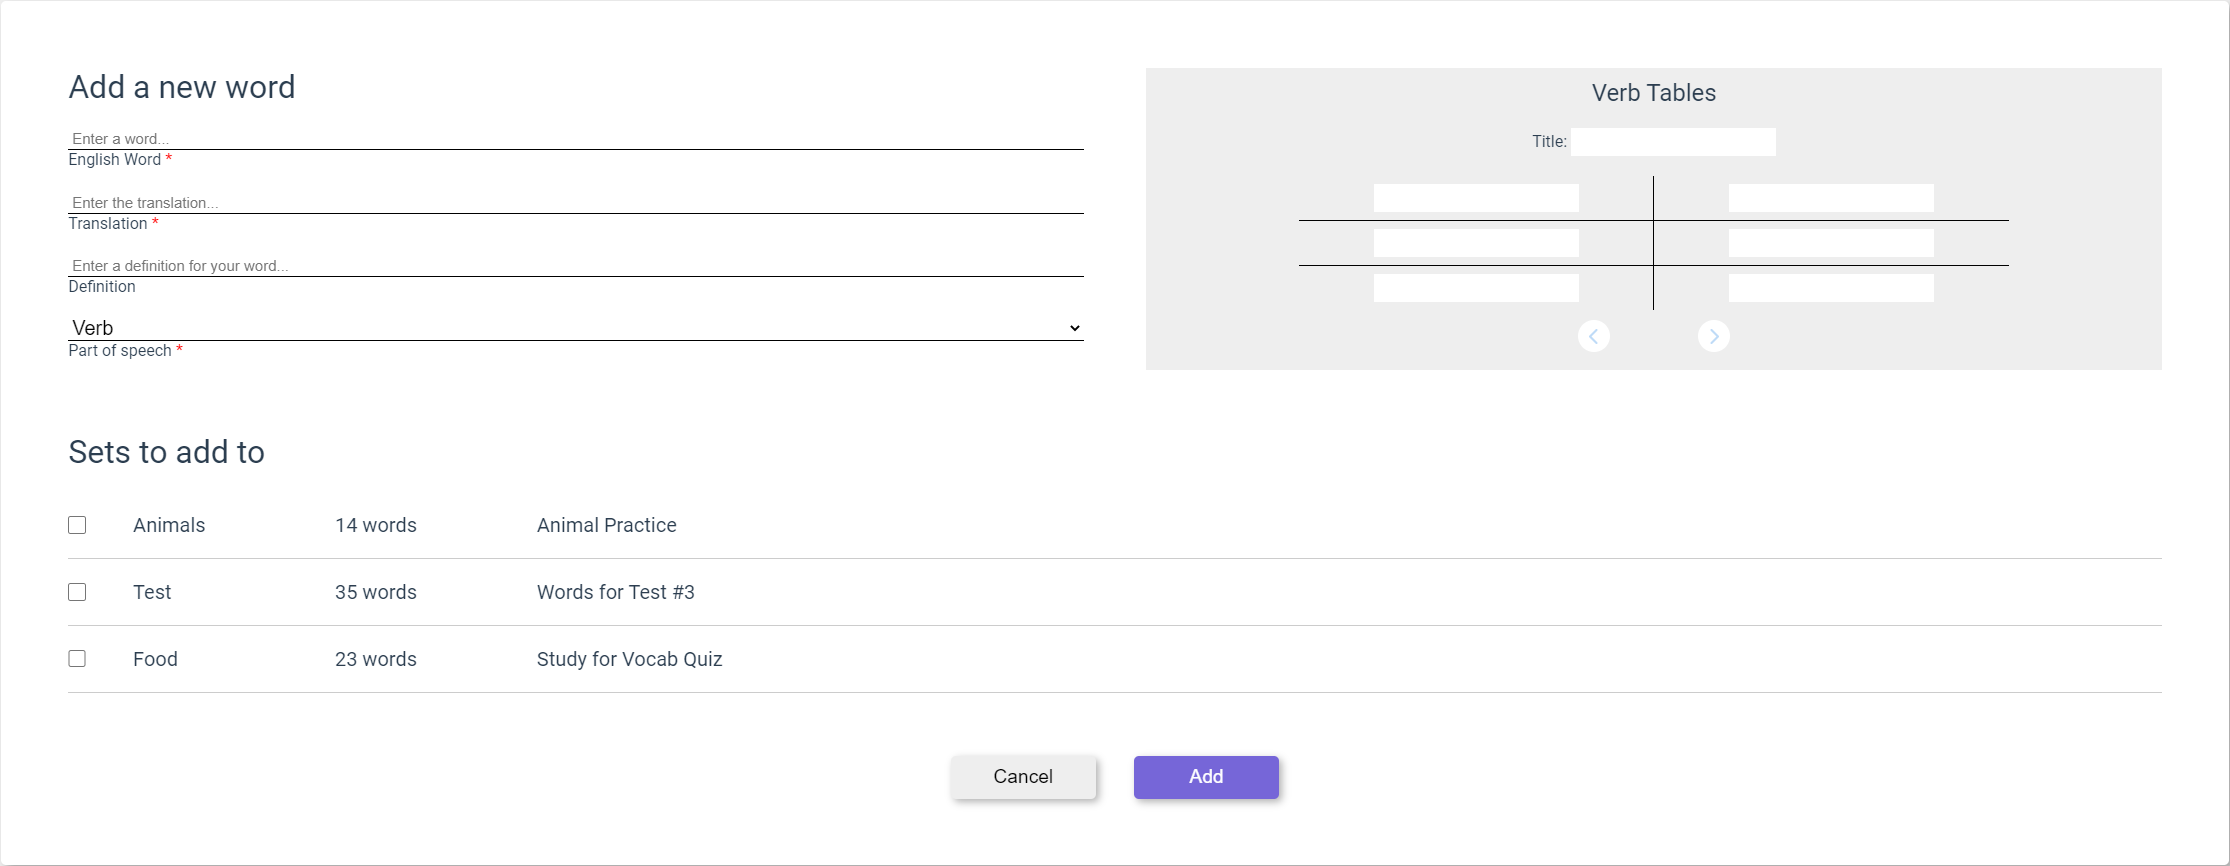 Add a new word
Enter a word...
English Word *
Enter the translation...
Translation *
Enter a definition for your word...
Definition
Verb
Part of speech *
Verb Tables
Title:
Sets to add to
Animals 14 words Animal Practice
Test 35 words Words for Test #3
Food 23 words Study for Vocab Quiz
Cancel Add